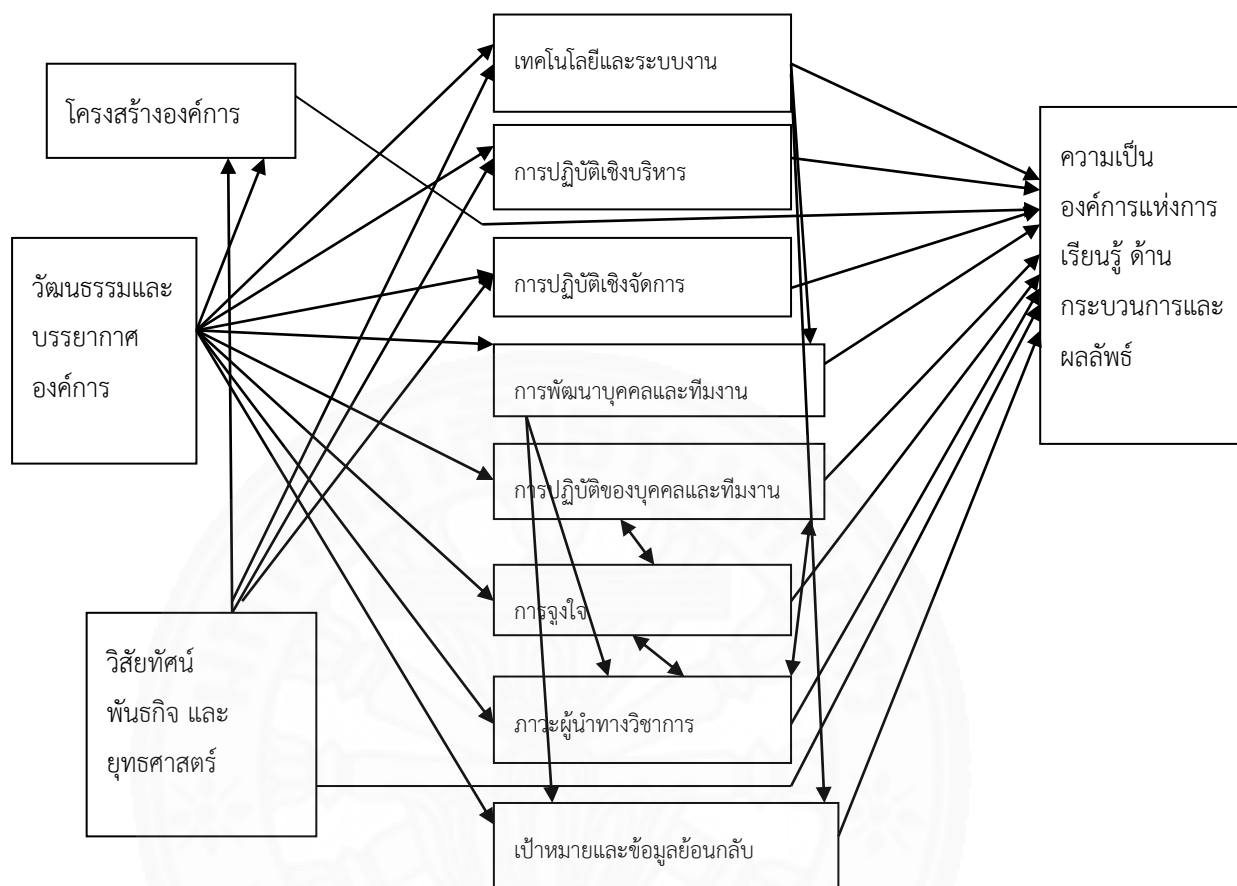 เทคโนโลยีและระบบงาน
โครงสร้างองค์การ
การปฏิบัติเชิงบริหาร
ความเป็น
องค์การแห่งการ
เรียนรู้ ด้าน
กระบวนการและ
ผลลัพธ์
วัฒนธรรมและ
บรรยากาศ
องค์การ
การปฏิบัติเชิงจัดการ
การพัฒนาบุคคลและทีมงาน
การปฏิบัติของบุคคลและทีมงาน
การจูงใจ
วิสัยทัศน์
พันธกิจ และ
ยุทธศาสตร์
ภาวะผู้นำทางวิชาการ
เป้าหมายและข้อมูลย้อนกลับ